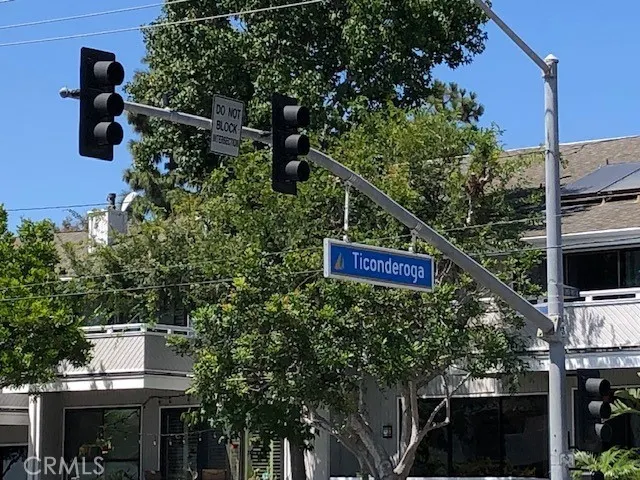 DO NOT
BLOCK
INTERSECTION
Ticonderoga
CRMLS